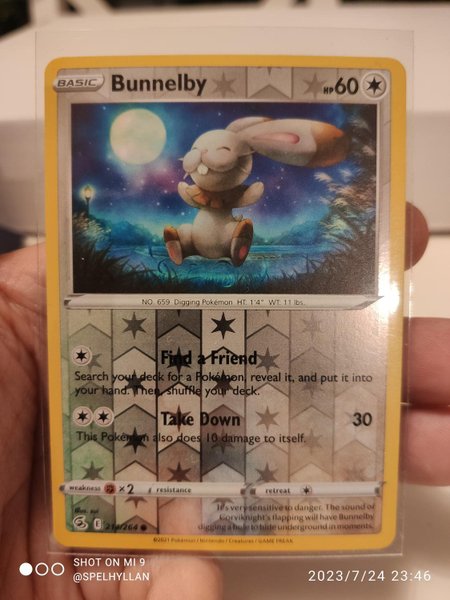 BASIC Bunnelby HP 60
NO. 659 Digging Pokémon HT: 1'4" WT: 11 lbs.
Find a Friend
Search your deck for a Pokémon, reveal it, and put it into
your hand. Then, shuffle your deck.
Take Down 30
This Pokémon also does 10 damage to itself.
weakness ×2 resistance retreat
Illus.
It's very sensitive to danger. The sound of
Corviknight's flapping will have Bunnelby
digging a hole to hide underground in moments.
E /264
©2021 Pokémon / Nintendo / Creatures / GAME FREAK
SHOT ON MI 9
@SPELHYLLAN
2023/7/24 23:46